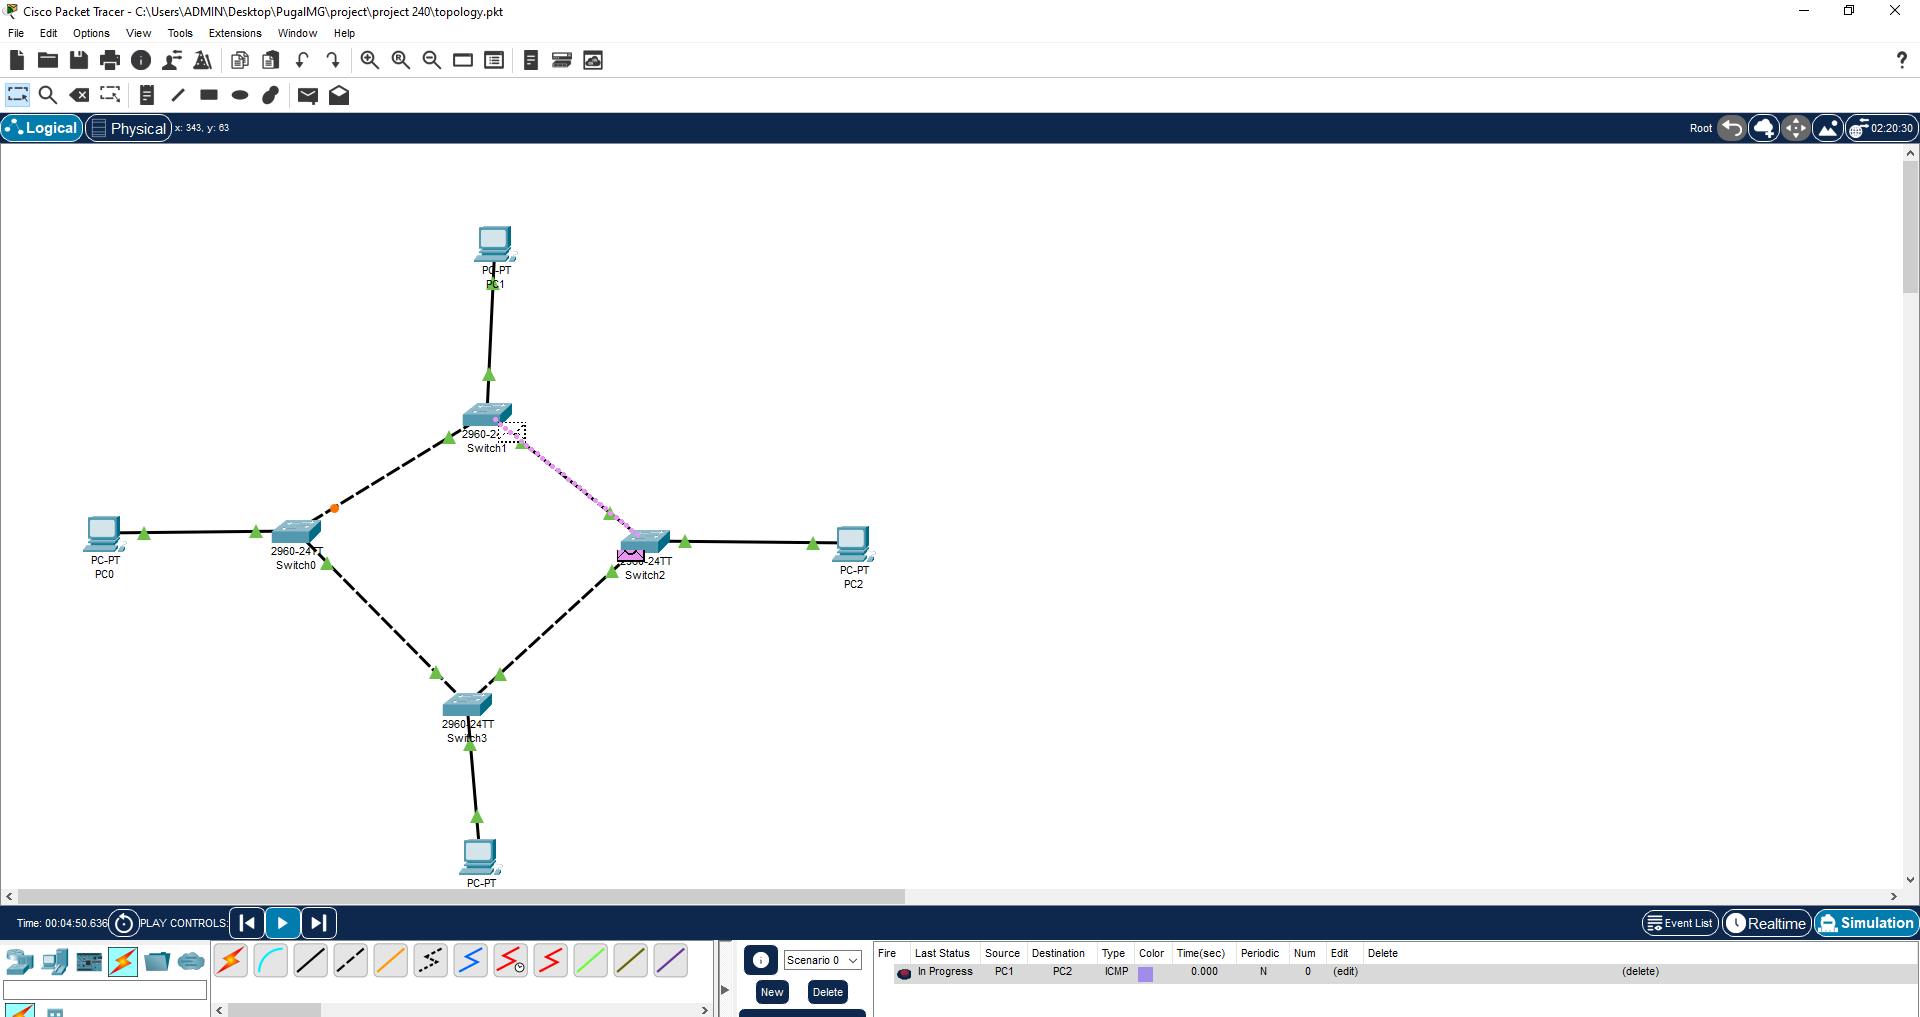 Cisco Packet Tracer - C:\Users\ADMIN\Desktop\PugalMG\project\project 240\topology.pkt
File Edit Options View Tools Extensions Window Help
Logical Physical x: 343, y: 63 Root 02:20:30
PC-PT
PC1
Switch1
PC-PT
PC0
2960-24TT
Switch0
Switch2
PC-PT
PC2
2960-24TT
Switch3
PC-PT
Time: 00:04:50.636 PLAY CONTROLS: Event List Realtime Simulation
Scenario 0
New Delete
Fire Last Status Source Destination Type Color Time(sec) Periodic Num Edit Delete
In Progress PC1 PC2 ICMP 0.000 N 0 (edit) (delete)